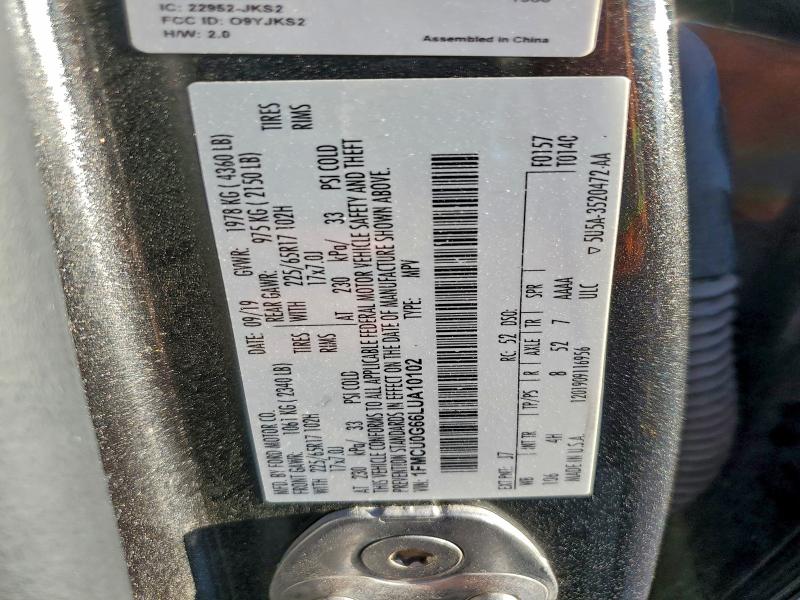 IC: 22952-JKS2
FCC ID: O9YJKS2
H/W: 2.0
Assembled in China
MFD. BY FORD MOTOR CO.
DATE: 09/19 GVWR: 1978 KG ( 4360 LB)
FRONT GAWR: 1061 KG ( 2340 LB) REAR GAWR: 975 KG ( 2150 LB)
WITH 225/65R17 102H TIRES WITH 225/65R17 102H TIRES
17x7.0J RIMS 17x7.0J RIMS
AT 230 kPa/ 33 PSI COLD AT 230 kPa/ 33 PSI COLD
THIS VEHICLE CONFORMS TO ALL APPLICABLE FEDERAL MOTOR VEHICLE SAFETY AND THEFT
PREVENTION STANDARDS IN EFFECT ON THE DATE OF MANUFACTURE SHOWN ABOVE.
VIN: 1FMCU0G66LUA10102 TYPE: MPV
EXT PNT: J7 RC: 52 DSO: F0157
WB INT TR TP/PS R AXLE TR SPR T014C
106 4H 8 52 7 AAAA
MADE IN U.S.A. 1201909116956 ULC ▽ 5U5A-3520472-AA